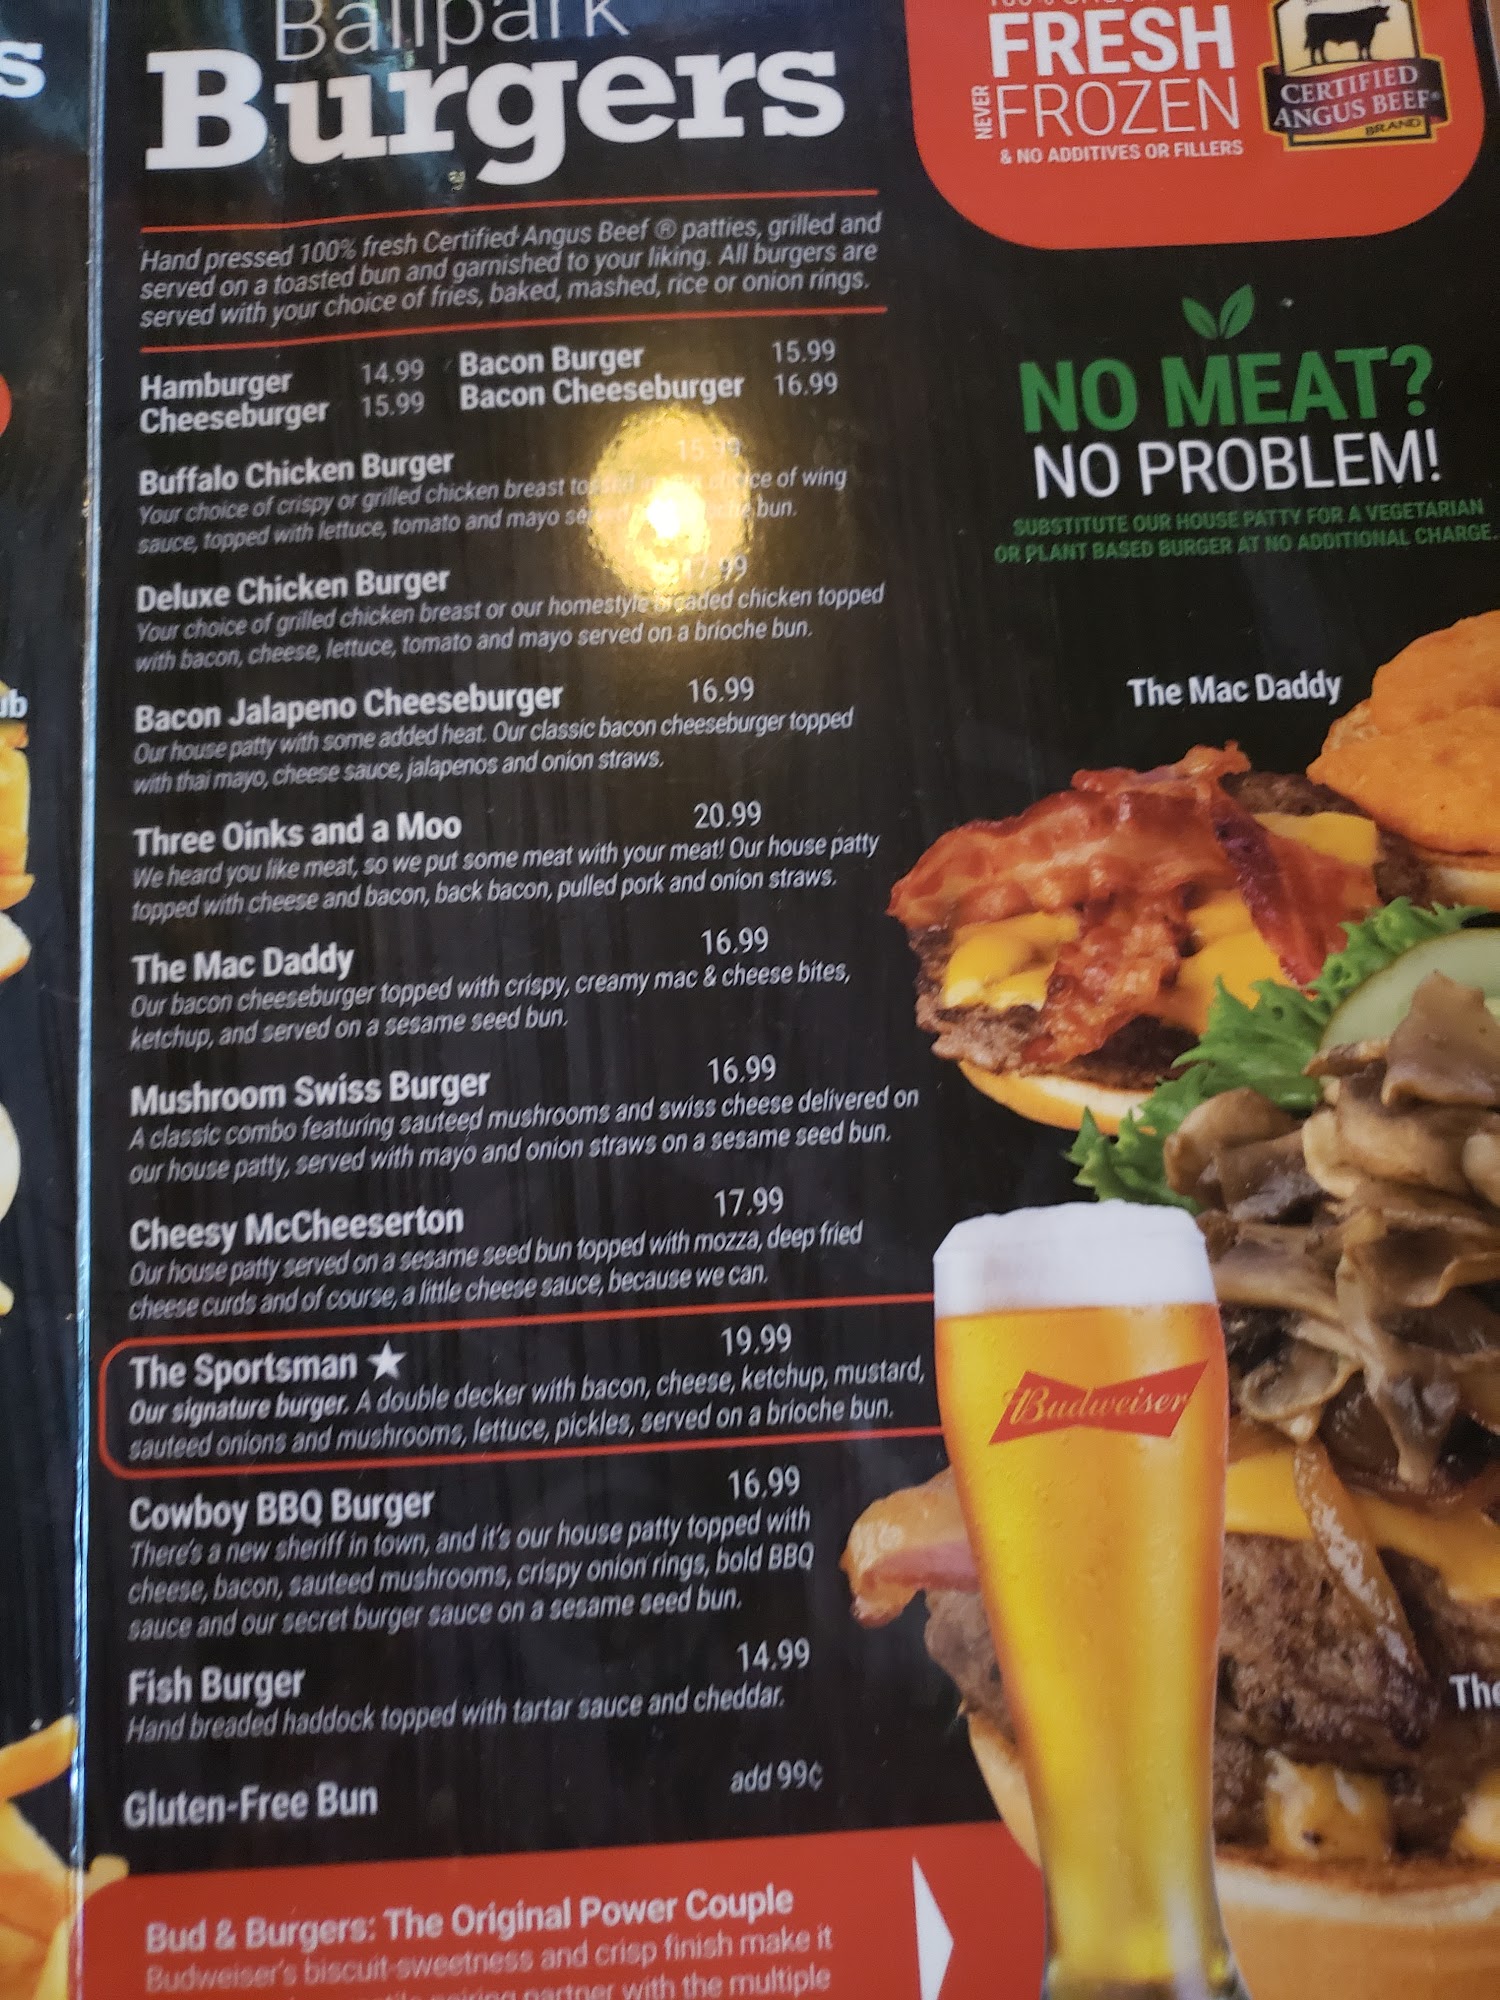 s
Ballpark
Burgers
FRESH
NEVER
FROZEN
& NO ADDITIVES OR FILLERS
CERTIFIED
ANGUS BEEF®
BRAND
Hand pressed 100% fresh Certified Angus Beef ® patties, grilled and
served on a toasted bun and garnished to your liking. All burgers are
served with your choice of fries, baked, mashed, rice or onion rings.
Hamburger 14.99 Bacon Burger 15.99
Cheeseburger 15.99 Bacon Cheeseburger 16.99
Buffalo Chicken Burger 15.99
Your choice of crispy or grilled chicken breast tossed in choice of wing
sauce, topped with lettuce, tomato and mayo bun.
Deluxe Chicken Burger 17.99
Your choice of grilled chicken breast or our homestyle breaded chicken topped
with bacon, cheese, lettuce, tomato and mayo served on a brioche bun.
Bacon Jalapeno Cheeseburger 16.99
Our house patty with some added heat. Our classic bacon cheeseburger topped
with thai mayo, cheese sauce, jalapenos and onion straws.
Three Oinks and a Moo 20.99
We heard you like meat, so we put some meat with your meat! Our house patty
topped with cheese and bacon, back bacon, pulled pork and onion straws.
The Mac Daddy 16.99
Our bacon cheeseburger topped with crispy, creamy mac & cheese bites,
ketchup, and served on a sesame seed bun.
Mushroom Swiss Burger 16.99
A classic combo featuring sauteed mushrooms and swiss cheese delivered on
our house patty, served with mayo and onion straws on a sesame seed bun.
Cheesy McCheeserton 17.99
Our house patty served on a sesame seed bun topped with mozza, deep fried
cheese curds and of course, a little cheese sauce, because we can.
The Sportsman ★ 19.99
Our signature burger. A double decker with bacon, cheese, ketchup, mustard,
sauteed onions and mushrooms, lettuce, pickles, served on a brioche bun.
Cowboy BBQ Burger 16.99
There's a new sheriff in town, and it's our house patty topped with
cheese, bacon, sauteed mushrooms, crispy onion rings, bold BBQ
sauce and our secret burger sauce on a sesame seed bun.
Fish Burger 14.99
Hand breaded haddock topped with tartar sauce and cheddar.
Gluten-Free Bun add 99¢
Bud & Burgers: The Original Power Couple
Budweiser's biscuit-sweetness and crisp finish make it
pairing partner with the multiple
NO MEAT?
NO PROBLEM!
SUBSTITUTE OUR HOUSE PATTY FOR A VEGETARIAN
OR PLANT BASED BURGER AT NO ADDITIONAL CHARGE.
The Mac Daddy
Budweiser
The
ub